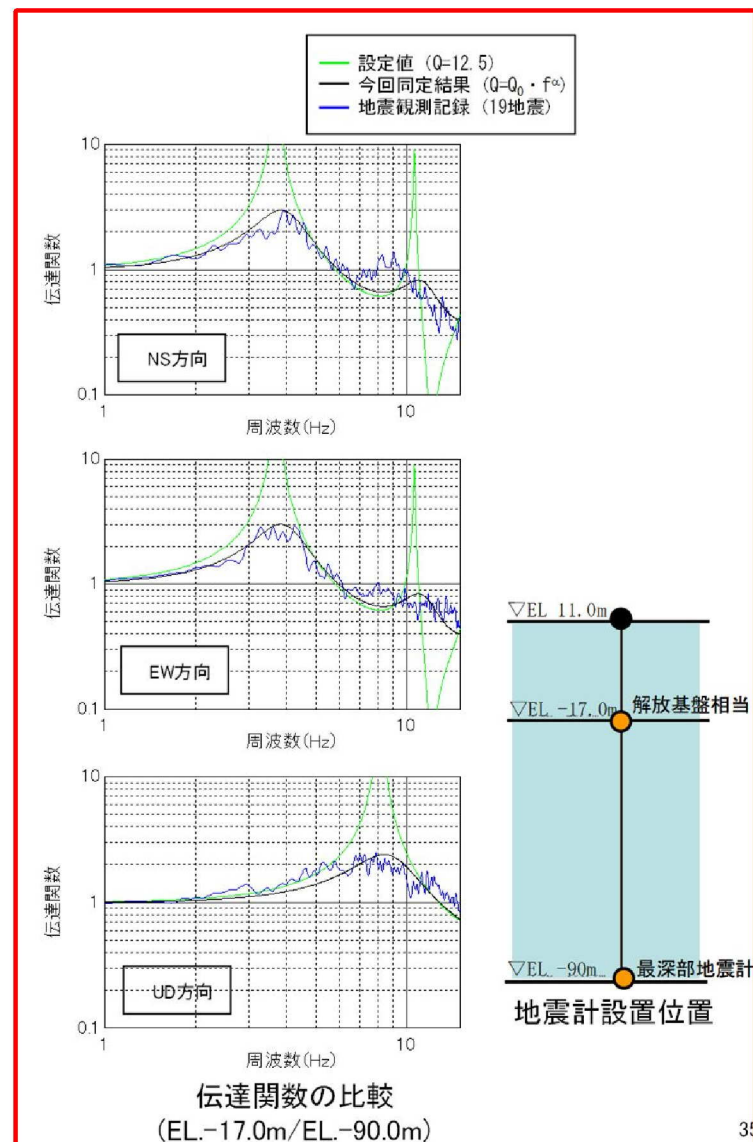 設定値 (Q=12.5)
今回同定結果 (Q=Q₀・f^α)
地震観測記録 (19地震)
10
1
0.1
伝達関数
NS方向
1
10
周波数(Hz)
10
1
0.1
伝達関数
EW方向
1
10
周波数(Hz)
10
1
0.1
伝達関数
UD方向
1
10
周波数(Hz)
▽EL 11.0m
▽EL.-17.0m 解放基盤相当
▽EL.-90m 最深部地震計
地震計設置位置
伝達関数の比較
(EL.-17.0m/EL.-90.0m)